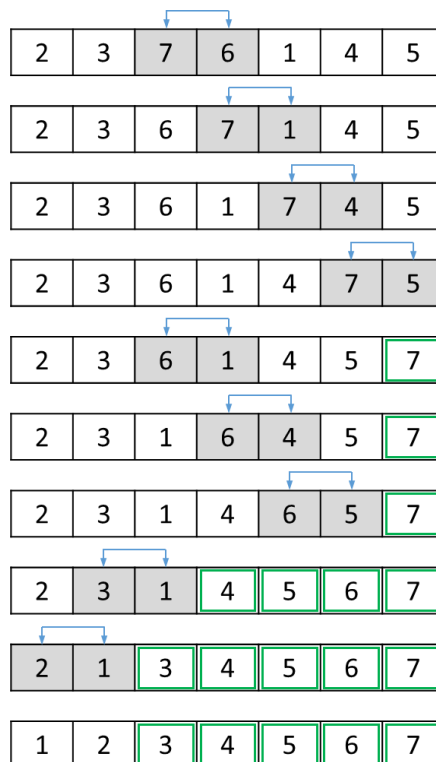 2 3 7 6 1 4 5
2 3 6 7 1 4 5
2 3 6 1 7 4 5
2 3 6 1 4 7 5
2 3 6 1 4 5 7
2 3 1 6 4 5 7
2 3 1 4 6 5 7
2 3 1 4 5 6 7
2 1 3 4 5 6 7
1 2 3 4 5 6 7